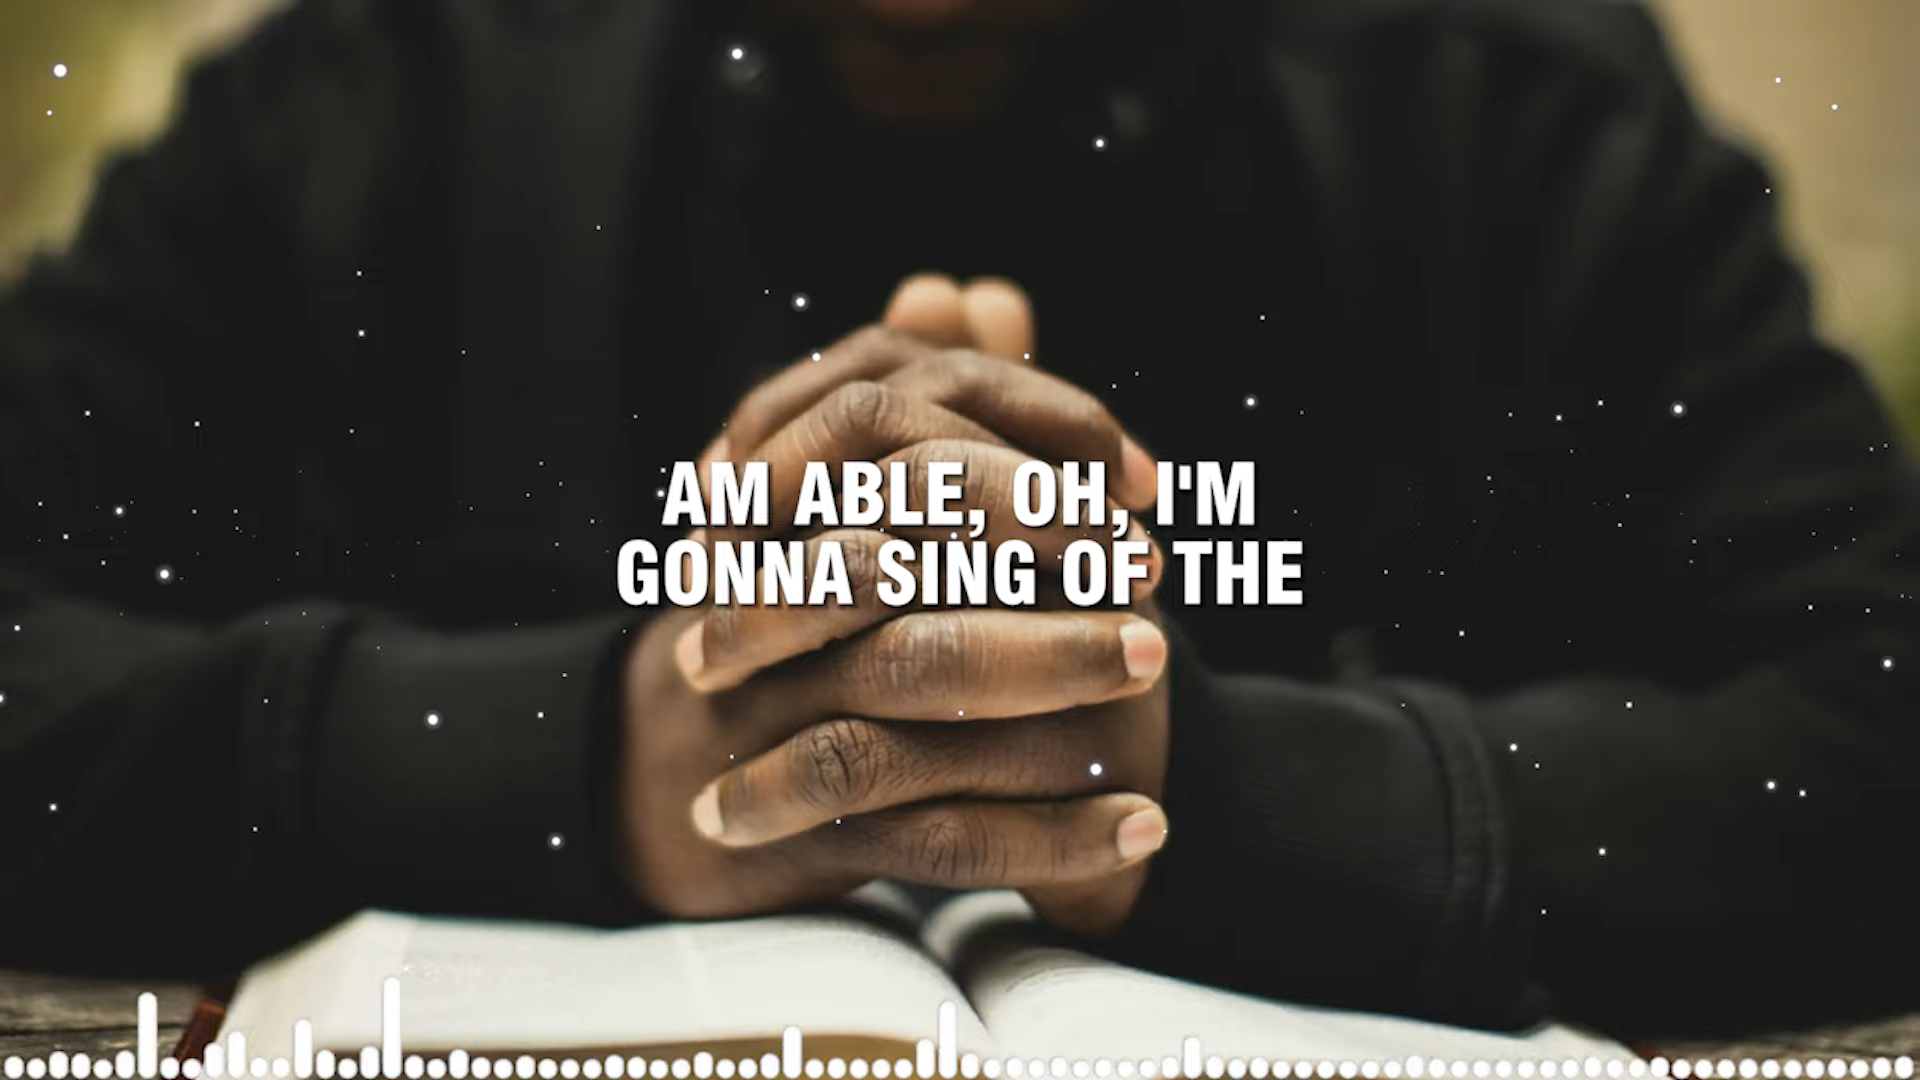 AM ABLE, OH, I'M
GONNA SING OF THE